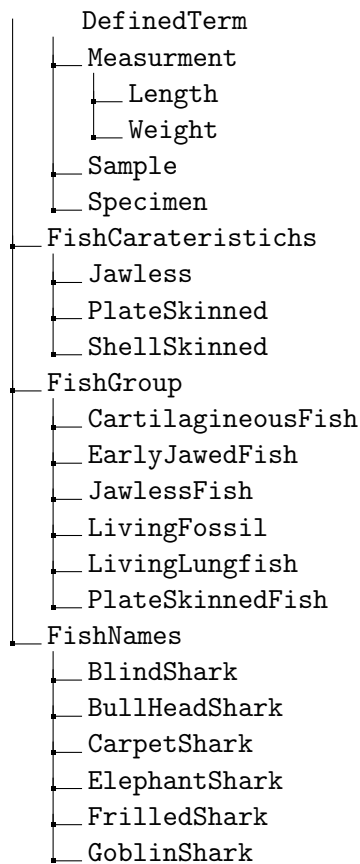 DefinedTerm
Measurment
Length
Weight
Sample
Specimen
FishCarateristichs
Jawless
PlateSkinned
ShellSkinned
FishGroup
CartilagineousFish
EarlyJawedFish
JawlessFish
LivingFossil
LivingLungfish
PlateSkinnedFish
FishNames
BlindShark
BullHeadShark
CarpetShark
ElephantShark
FrilledShark
GoblinShark